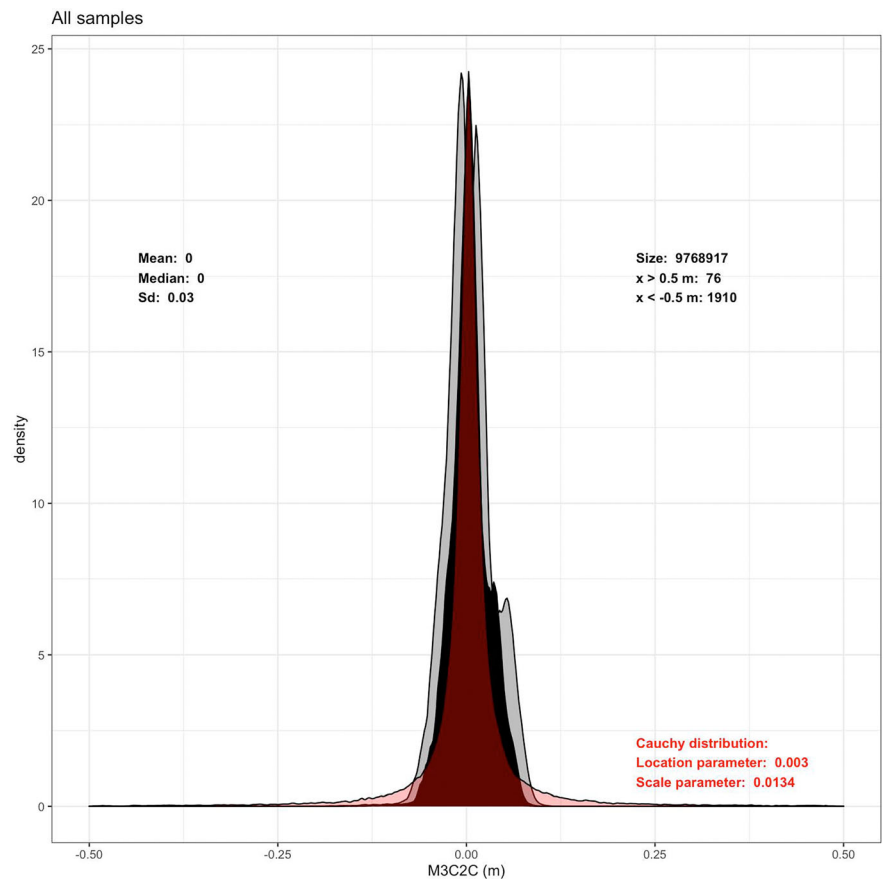 All samples
25
20
15
10
5
0
density
Mean: 0
Median: 0
Sd: 0.03
Size: 9768917
x > 0.5 m: 76
x < -0.5 m: 1910
Cauchy distribution:
Location parameter: 0.003
Scale parameter: 0.0134
-0.50
-0.25
0.00
0.25
0.50
M3C2C (m)